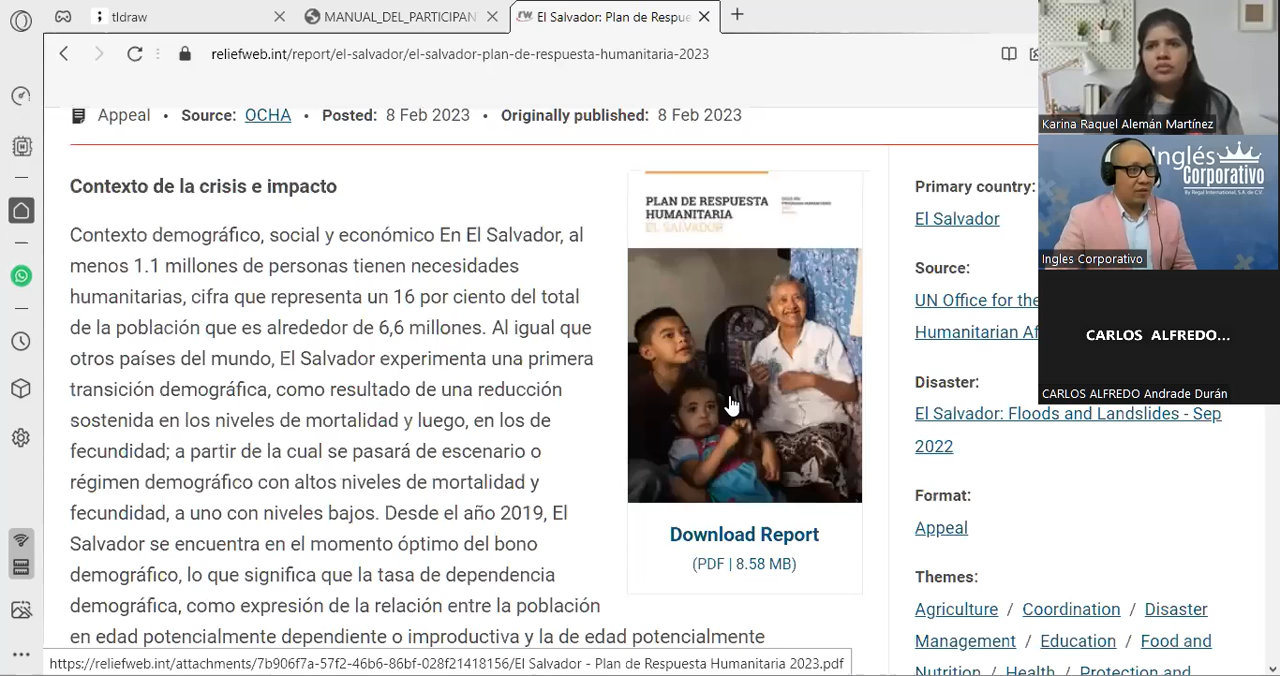 tldraw
MANUAL_DEL_PARTICIPAN
El Salvador: Plan de Respue
reliefweb.int/report/el-salvador/el-salvador-plan-de-respuesta-humanitaria-2023
Appeal • Source: OCHA • Posted: 8 Feb 2023 • Originally published: 8 Feb 2023
Contexto de la crisis e impacto
Contexto demográfico, social y económico En El Salvador, al
menos 1.1 millones de personas tienen necesidades
humanitarias, cifra que representa un 16 por ciento del total
de la población que es alrededor de 6,6 millones. Al igual que
otros países del mundo, El Salvador experimenta una primera
transición demográfica, como resultado de una reducción
sostenida en los niveles de mortalidad y luego, en los de
fecundidad; a partir de la cual se pasará de escenario o
régimen demográfico con altos niveles de mortalidad y
fecundidad, a uno con niveles bajos. Desde el año 2019, El
Salvador se encuentra en el momento óptimo del bono
demográfico, lo que significa que la tasa de dependencia
demográfica, como expresión de la relación entre la población
en edad potencialmente dependiente o improductiva y la de edad potencialmente
PLAN DE RESPUESTA
HUMANITARIA
EL SALVADOR
Download Report
(PDF | 8.58 MB)
Primary country:
El Salvador
Source:
UN Office for the
Humanitarian Af
Disaster:
El Salvador: Floods and Landslides - Sep
2022
Format:
Appeal
Themes:
Agriculture / Coordination / Disaster
Management / Education / Food and
Nutrition / Health / Protection and
Karina Raquel Alemán Martínez
Inglés
Corporativo
By Regal International, S.A. de C.V.
Ingles Corporativo
CARLOS ALFREDO...
CARLOS ALFREDO Andrade Durán
https://reliefweb.int/attachments/7b906f7a-57f2-46b6-86bf-028f21418156/El Salvador - Plan de Respuesta Humanitaria 2023.pdf